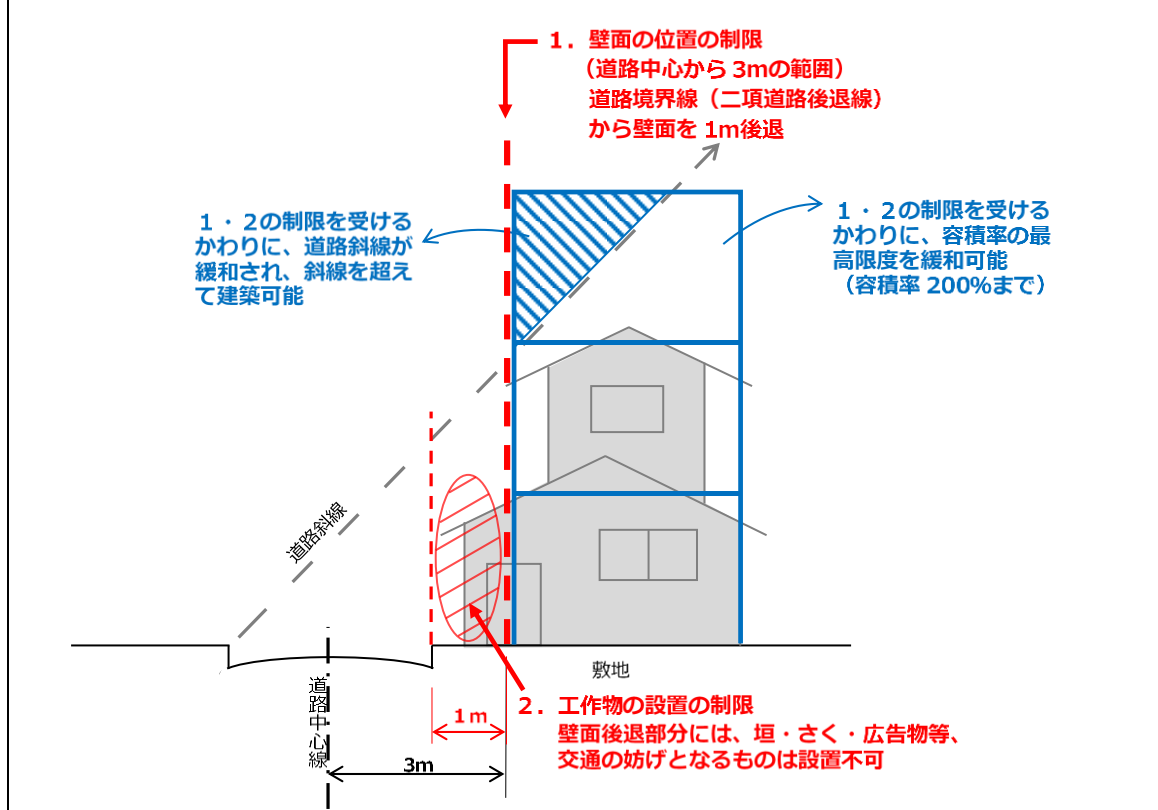 １．壁面の位置の制限
（道路中心から 3mの範囲）
道路境界線（二項道路後退線）
から壁面を 1m後退
１・２の制限を受ける
かわりに、道路斜線が
緩和され、斜線を超え
て建築可能
１・２の制限を受ける
かわりに、容積率の最
高限度を緩和可能
（容積率 200%まで）
道路斜線
敷地
道路中心線
1ｍ
3m
２．工作物の設置の制限
壁面後退部分には、垣・さく・広告物等、
交通の妨げとなるものは設置不可